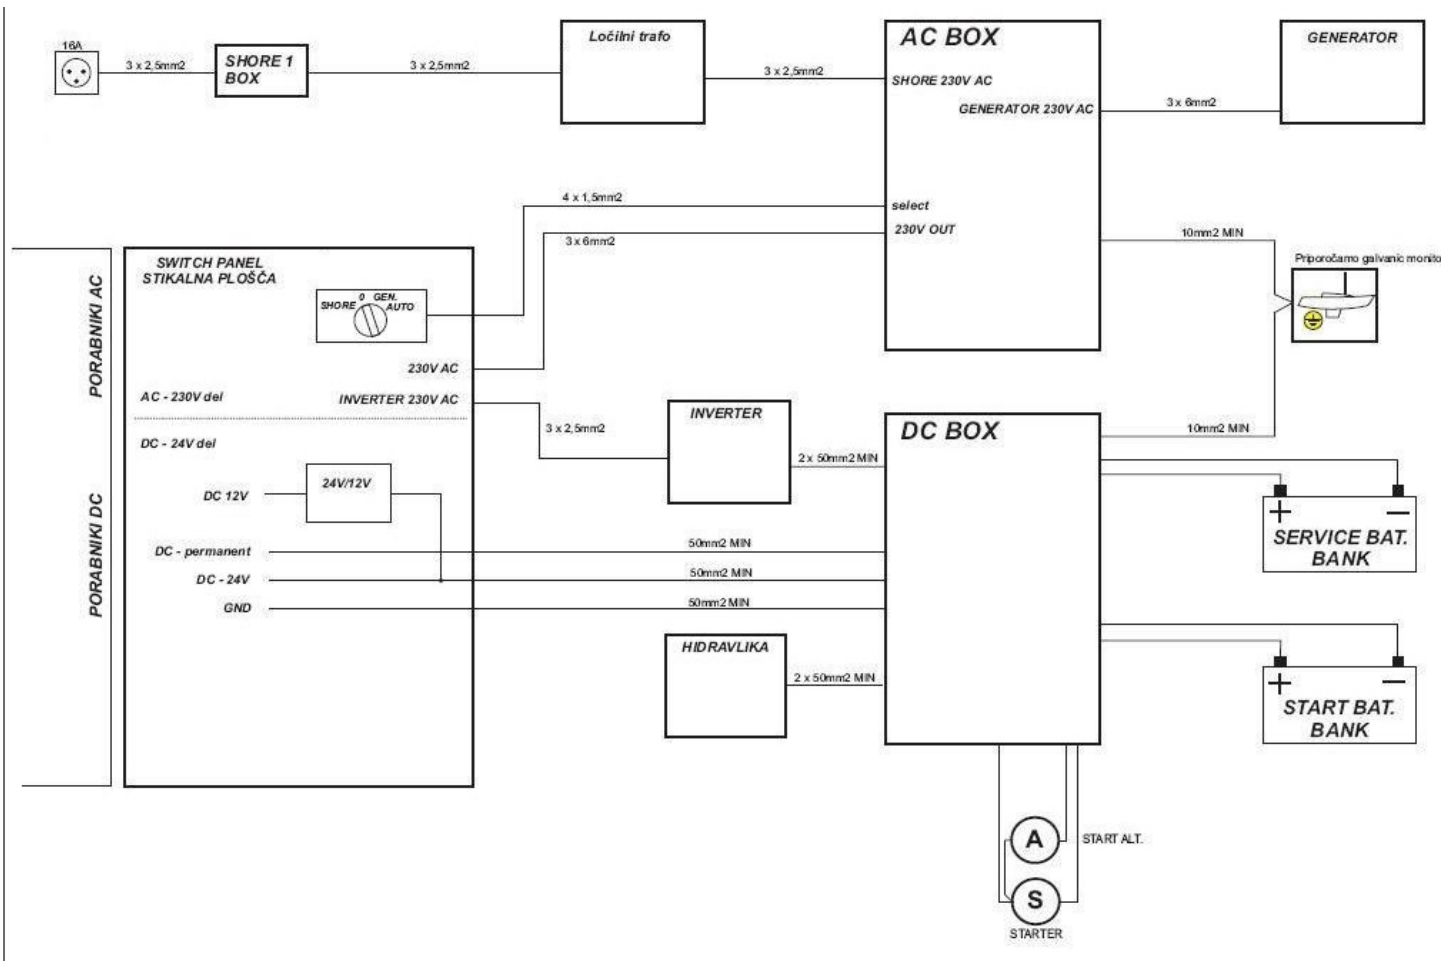 16A
3 x 2,5mm2
SHORE 1
BOX
3 x 2,5mm2
Ločilni trafo
3 x 2,5mm2
AC BOX
SHORE 230V AC
GENERATOR 230V AC
3 x 6mm2
GENERATOR
4 x 1,5mm2
select
3 x 6mm2
230V OUT
10mm2 MIN
Priporočamo galvanic monito
PORABNIKI AC
SWITCH PANEL
STIKALNA PLOŠČA
SHORE
0
GEN.
AUTO
230V AC
AC - 230V del
INVERTER 230V AC
3 x 2,5mm2
INVERTER
2 x 50mm2 MIN
DC BOX
10mm2 MIN
DC - 24V del
PORABNIKI DC
DC 12V
24V/12V
DC - permanent
50mm2 MIN
DC - 24V
50mm2 MIN
GND
50mm2 MIN
+
—
SERVICE BAT.
BANK
HIDRAVLIKA
2 x 50mm2 MIN
+
—
START BAT.
BANK
A
START ALT.
S
STARTER